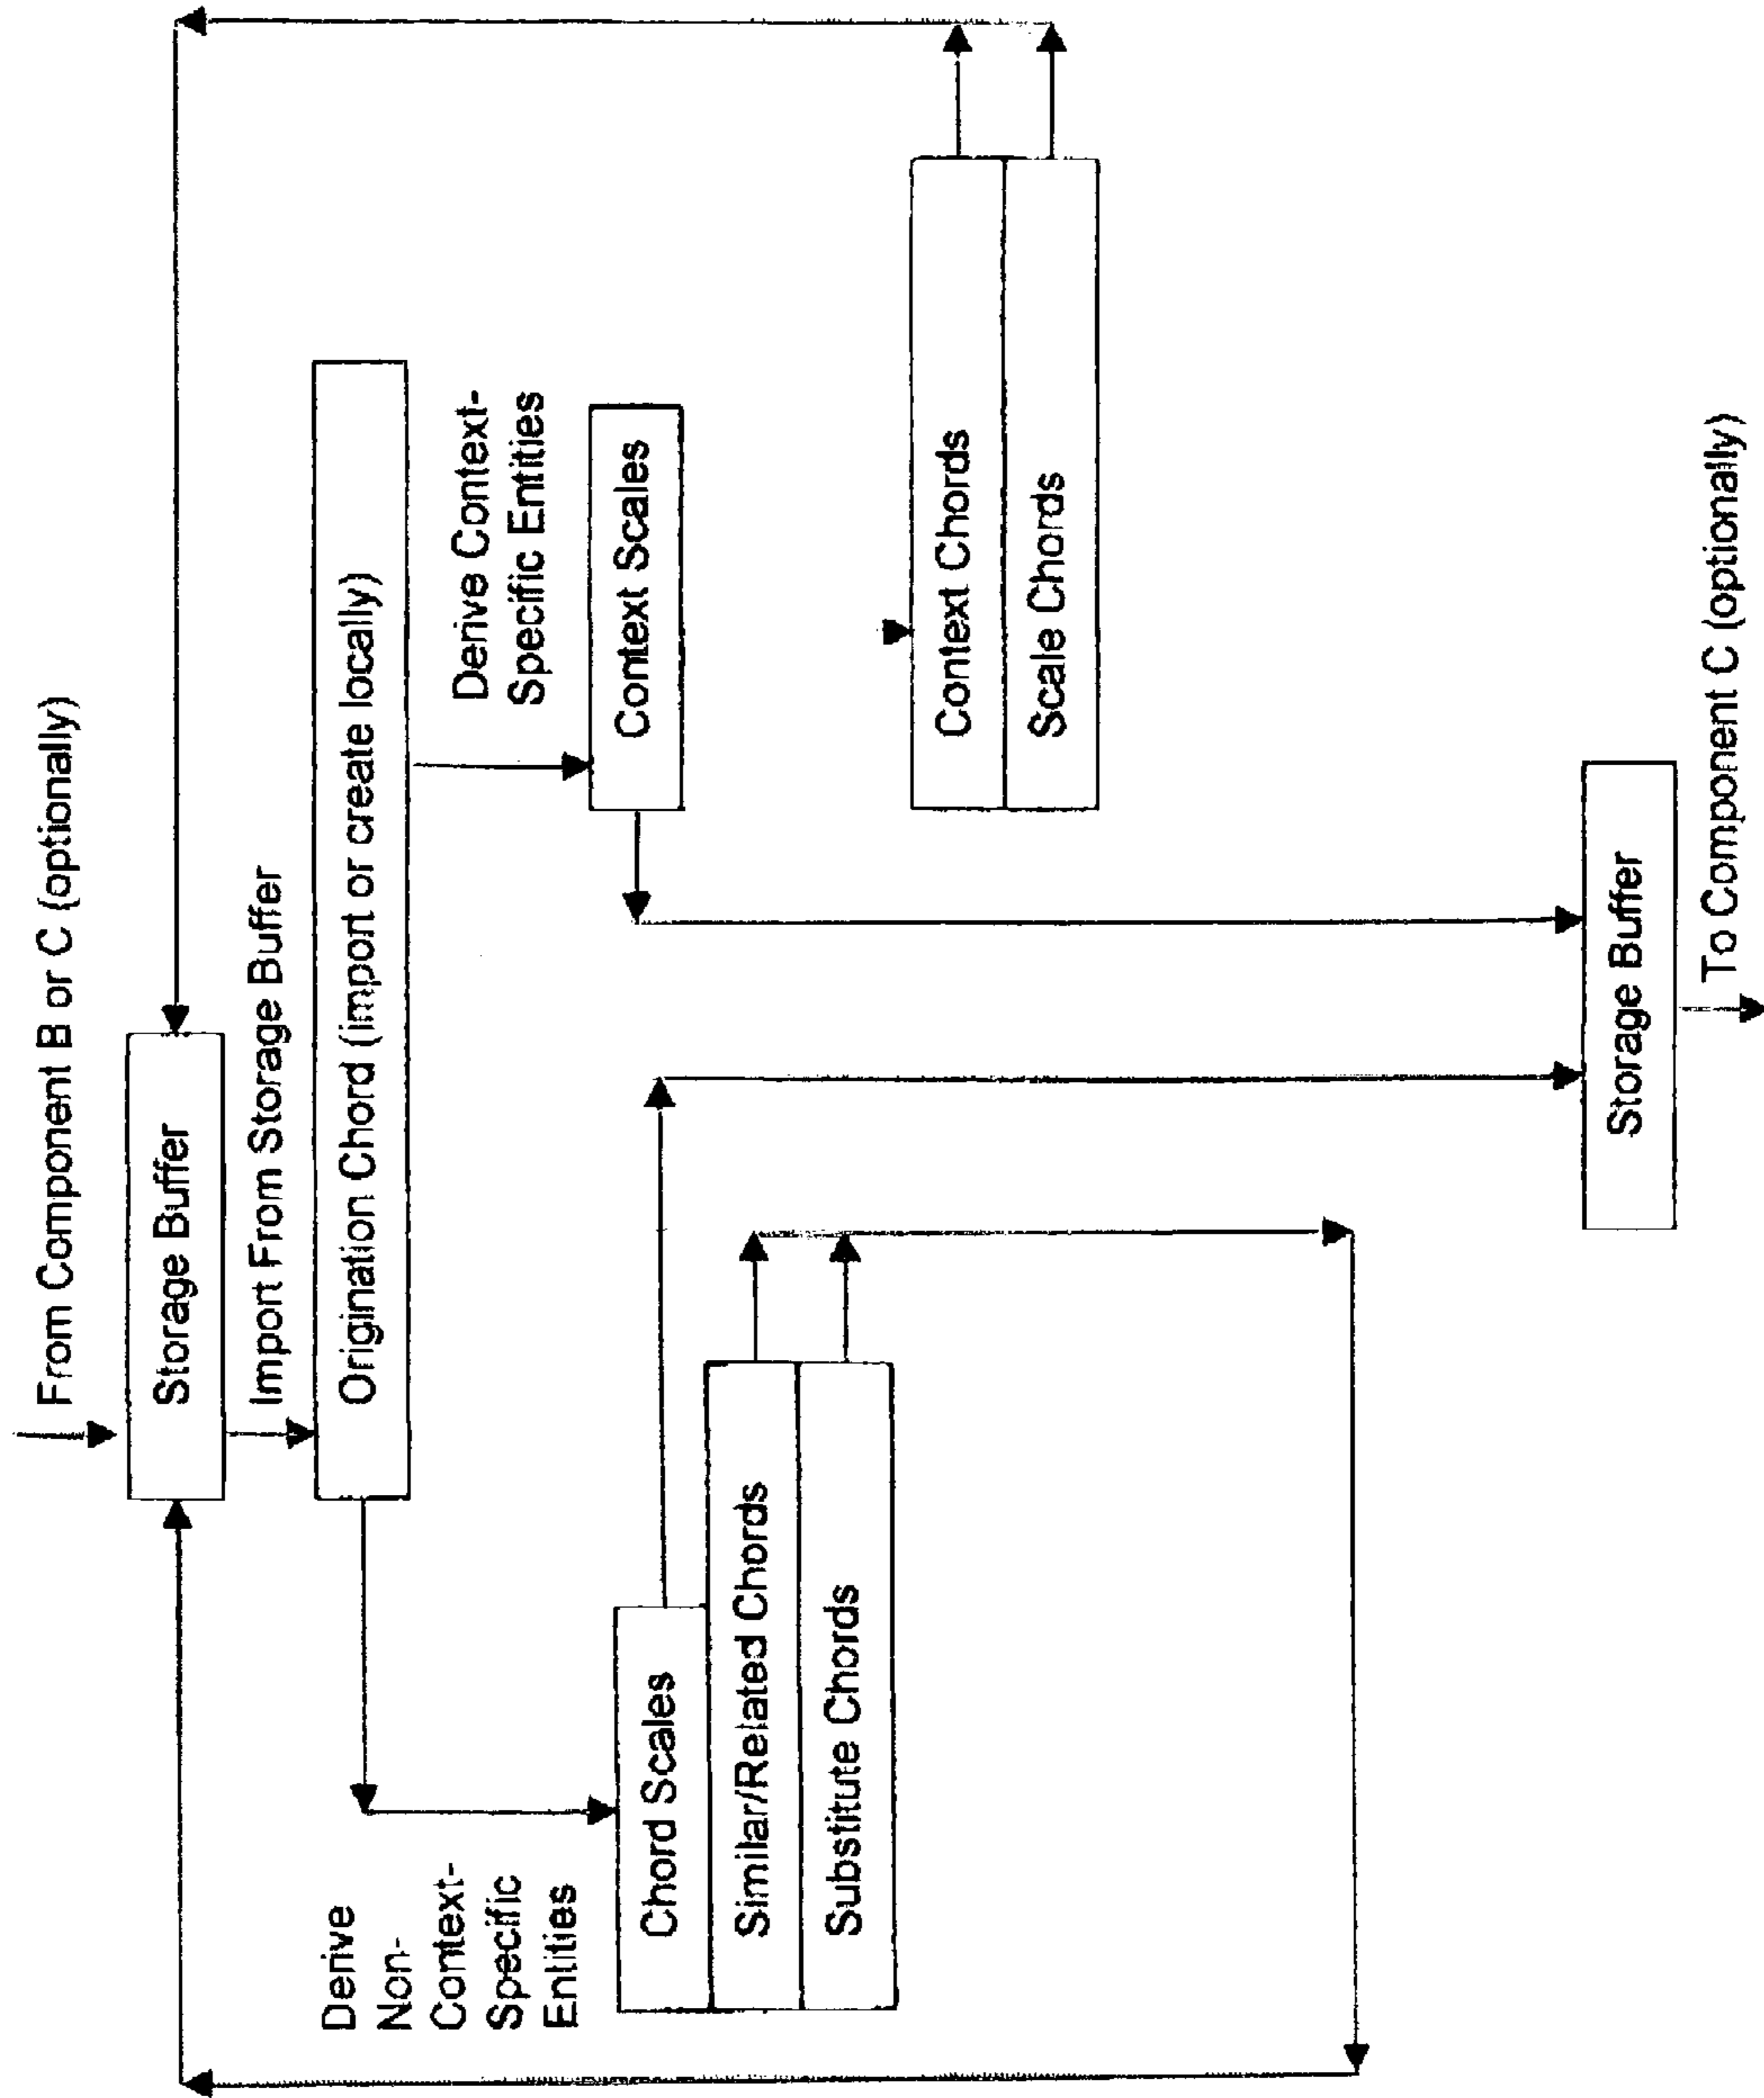 From Component B or C (optionally)
Storage Buffer
Import From Storage Buffer
Origination Chord (import or create locally)
Derive
Non-
Context-
Specific
Entities
Derive Context-
Specific Entities
Chord Scales
Similar/Related Chords
Substitute Chords
Context Scales
Context Chords
Scale Chords
Storage Buffer
To Component C (optionally)